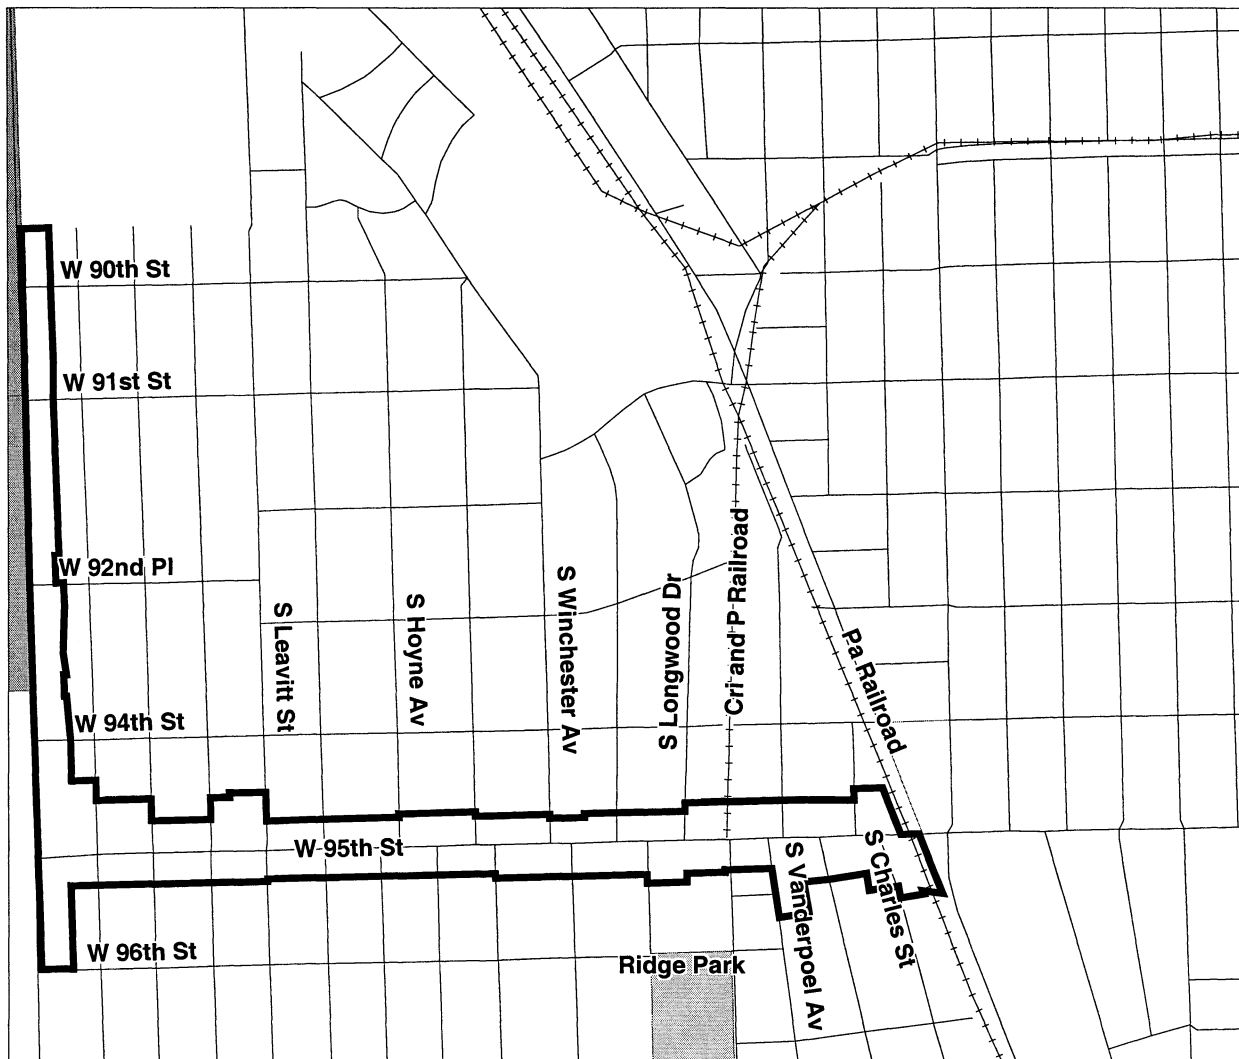 W 90th St
W 91st St
W 92nd Pl
S Leavitt St
S Hoyne Av
S Winchester Av
S Longwood Dr
Cri and P Railroad
Pa Railroad
W 94th St
W 95th St
S Vanderpoel Av
S Charles St
W 96th St
Ridge Park